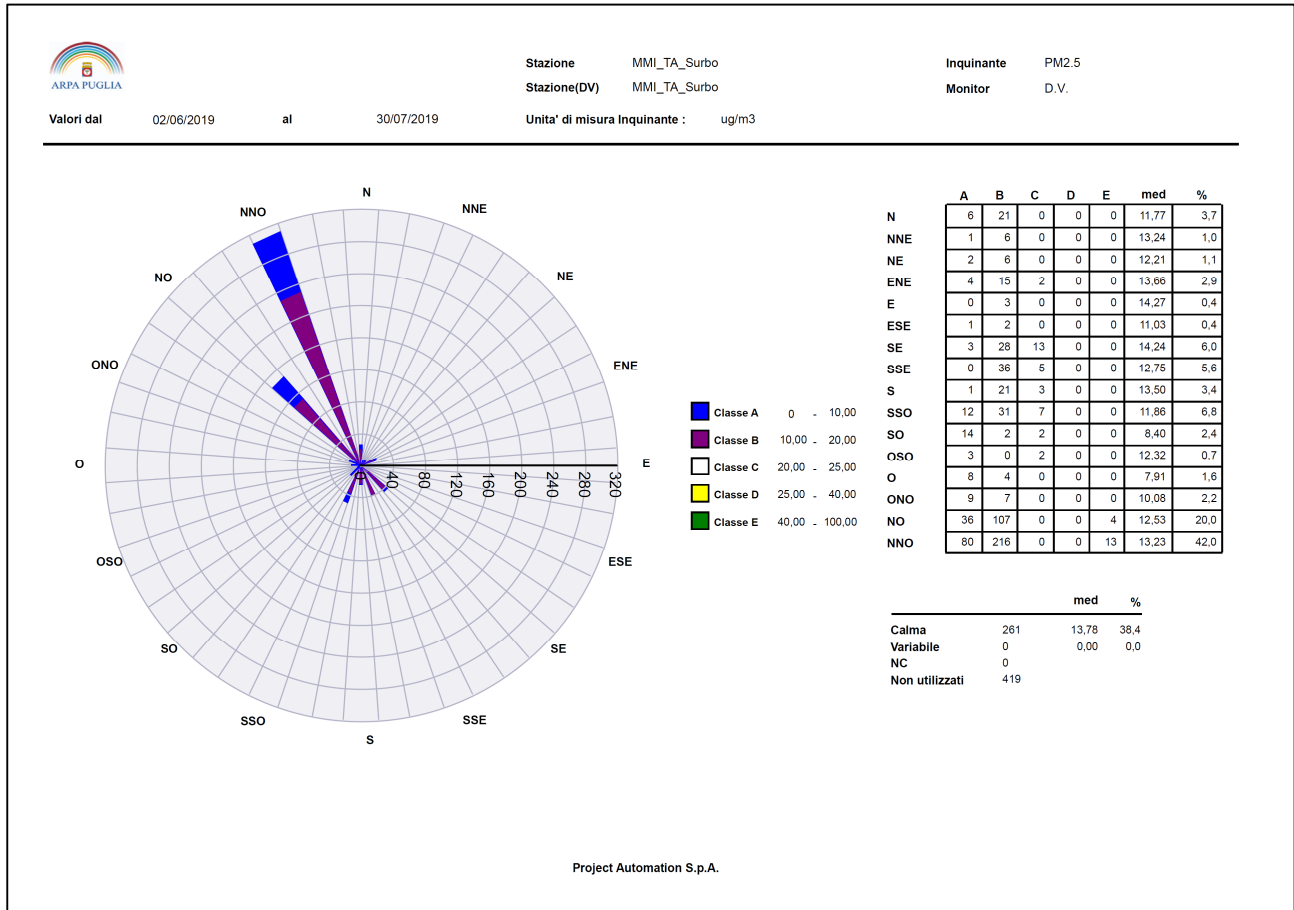 ARPA PUGLIA
Stazione MMI_TA_Surbo Inquinante PM2.5
Stazione(DV) MMI_TA_Surbo Monitor D.V.
Valori dal 02/06/2019 al 30/07/2019 Unita' di misura Inquinante : ug/m3
N
NNE
NE
ENE
E
ESE
SE
SSE
S
SSO
SO
OSO
O
ONO
NO
NNO
0 40 80 120 160 200 240 280 320
Classe A 0 - 10,00
Classe B 10,00 - 20,00
Classe C 20,00 - 25,00
Classe D 25,00 - 40,00
Classe E 40,00 - 100,00
A B C D E med %
N 6 21 0 0 0 11,77 3,7
NNE 1 6 0 0 0 13,24 1,0
NE 2 6 0 0 0 12,21 1,1
ENE 4 15 2 0 0 13,66 2,9
E 0 3 0 0 0 14,27 0,4
ESE 1 2 0 0 0 11,03 0,4
SE 3 28 13 0 0 14,24 6,0
SSE 0 36 5 0 0 12,75 5,6
S 1 21 3 0 0 13,50 3,4
SSO 12 31 7 0 0 11,86 6,8
SO 14 2 2 0 0 8,40 2,4
OSO 3 0 2 0 0 12,32 0,7
O 8 4 0 0 0 7,91 1,6
ONO 9 7 0 0 0 10,08 2,2
NO 36 107 0 0 4 12,53 20,0
NNO 80 216 0 0 13 13,23 42,0
med %
Calma 261 13,78 38,4
Variabile 0 0,00 0,0
NC 0
Non utilizzati 419
Project Automation S.p.A.